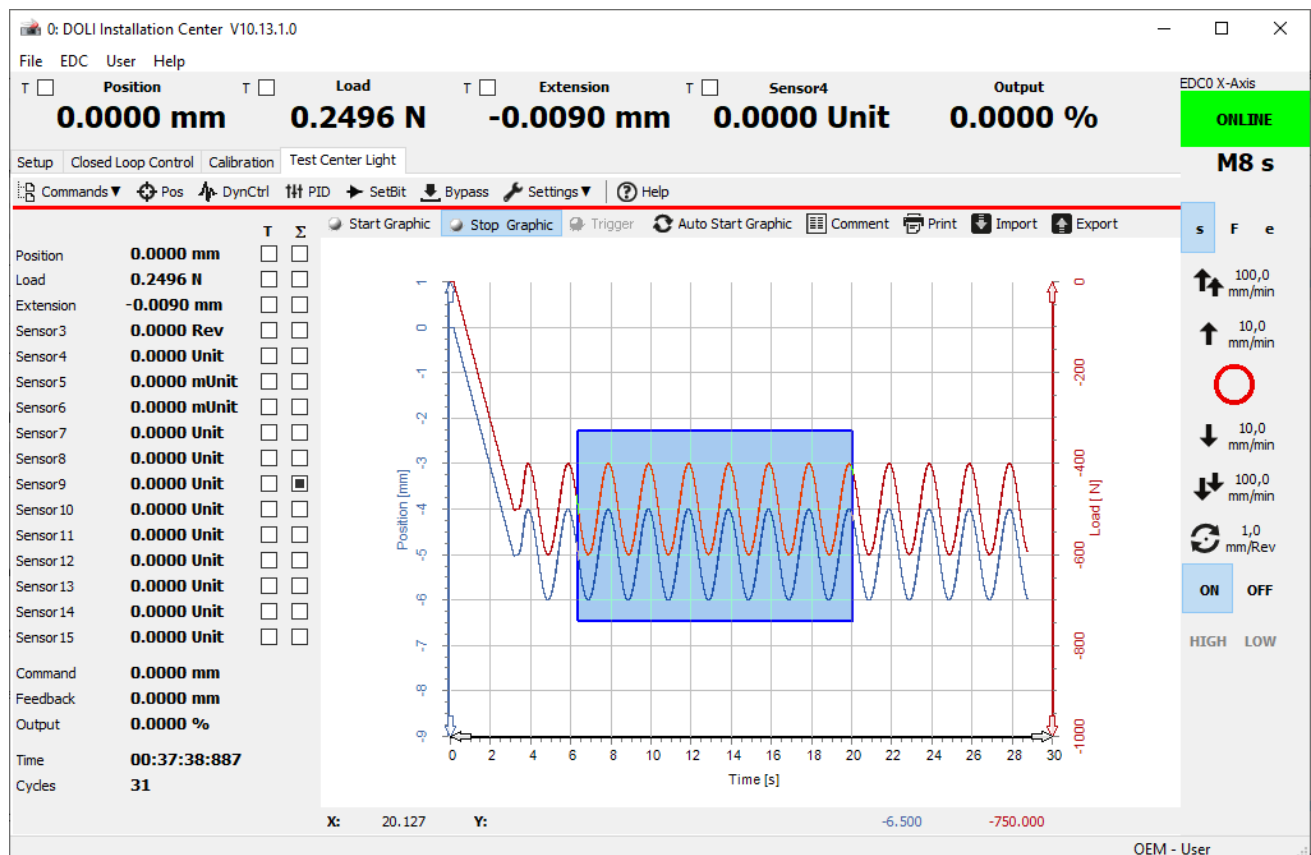 0: DOLI Installation Center V10.13.1.0
File EDC User Help
T Position T Load T Extension T Sensor4 Output
0.0000 mm 0.2496 N -0.0090 mm 0.0000 Unit 0.0000 %
EDC0 X-Axis
ONLINE
M8 s
Setup Closed Loop Control Calibration Test Center Light
Commands▼ Pos DynCtrl PID SetBit Bypass Settings▼ Help
Start Graphic Stop Graphic Trigger Auto Start Graphic Comment Print Import Export
T Σ
Position 0.0000 mm
Load 0.2496 N
Extension -0.0090 mm
Sensor3 0.0000 Rev
Sensor4 0.0000 Unit
Sensor5 0.0000 mUnit
Sensor6 0.0000 mUnit
Sensor7 0.0000 Unit
Sensor8 0.0000 Unit
Sensor9 0.0000 Unit
Sensor10 0.0000 Unit
Sensor11 0.0000 Unit
Sensor12 0.0000 Unit
Sensor13 0.0000 Unit
Sensor14 0.0000 Unit
Sensor15 0.0000 Unit
Command 0.0000 mm
Feedback 0.0000 mm
Output 0.0000 %
Time 00:37:38:887
Cycles 31
1
0
-1
-2
-3
-4
-5
-6
-7
-8
-9
Position [mm]
0
-200
-400
-600
-800
-1000
Load [ N]
0 2 4 6 8 10 12 14 16 18 20 22 24 26 28 30
Time [s]
X: 20.127 Y: -6.500 -750.000
s F e
100,0
mm/min
10,0
mm/min
10,0
mm/min
100,0
mm/min
1,0
mm/Rev
ON OFF
HIGH LOW
OEM - User